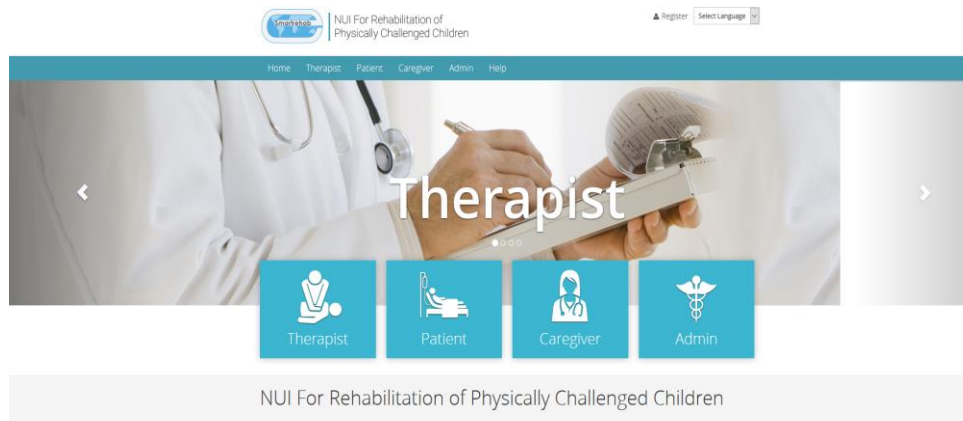 Smartrehab
NUI For Rehabilitation of
Physically Challenged Children
Register
Select Language
Home Therapist Patient Caregiver Admin Help
Therapist
Therapist Patient Caregiver Admin
NUI For Rehabilitation of Physically Challenged Children